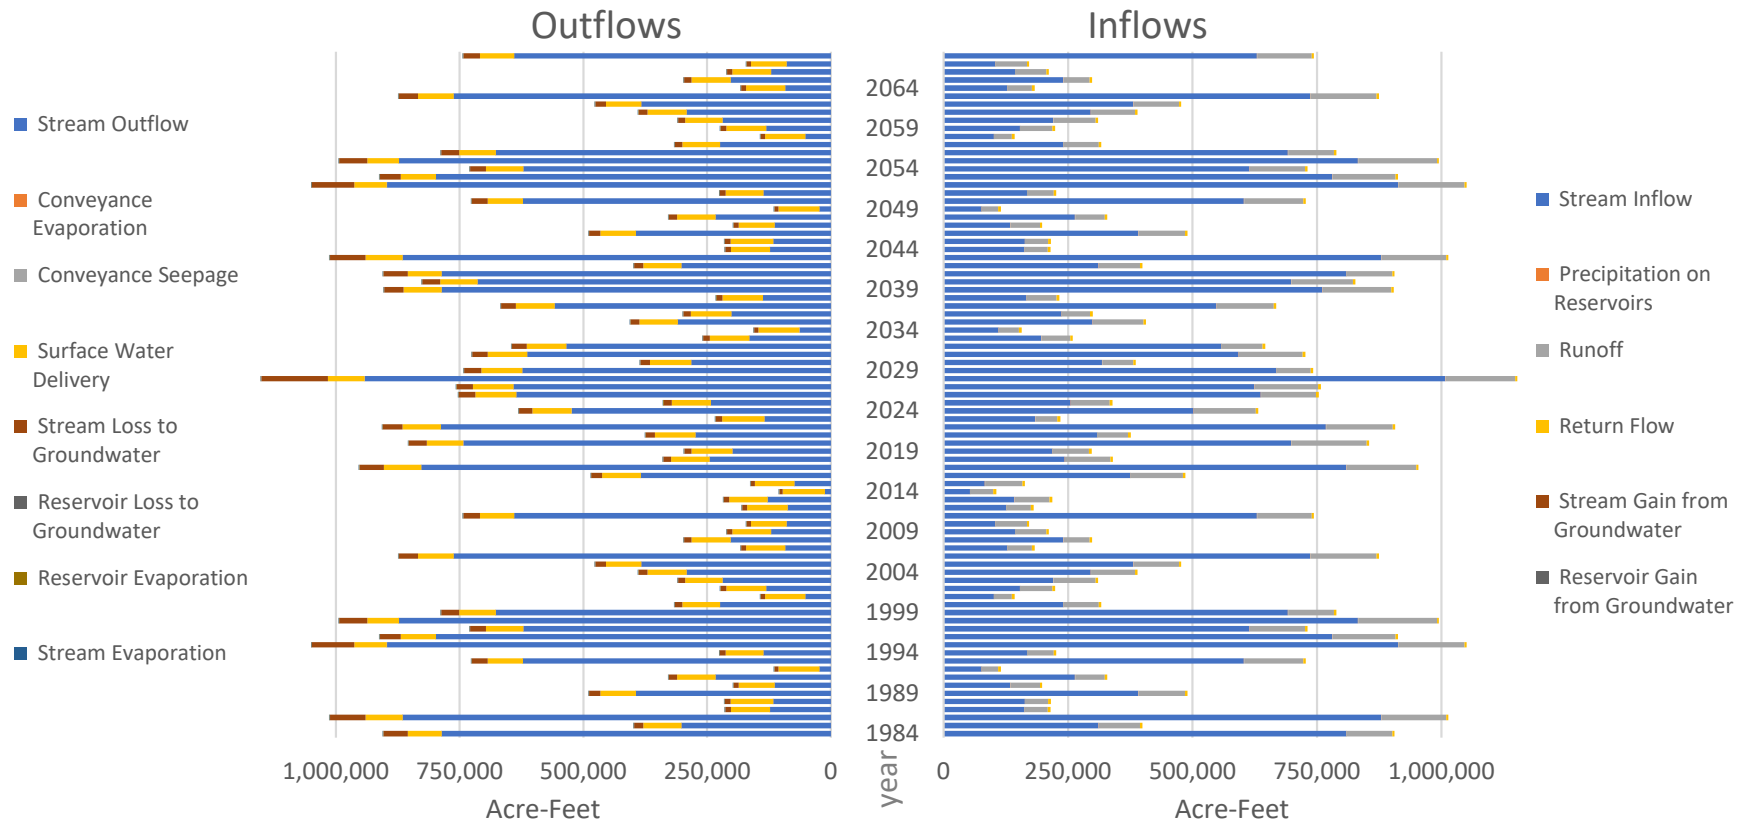 Outflows
Inflows
Stream Outflow
Conveyance
Evaporation
Conveyance Seepage
Surface Water
Delivery
Stream Loss to
Groundwater
Reservoir Loss to
Groundwater
Reservoir Evaporation
Stream Evaporation
2064
2059
2054
2049
2044
2039
2034
2029
2024
2019
2014
2009
2004
1999
1994
1989
1984
Stream Inflow
Precipitation on
Reservoirs
Runoff
Return Flow
Stream Gain from
Groundwater
Reservoir Gain
from Groundwater
1,000,000 750,000 500,000 250,000 0
year
0 250,000 500,000 750,000 1,000,000
Acre-Feet
Acre-Feet